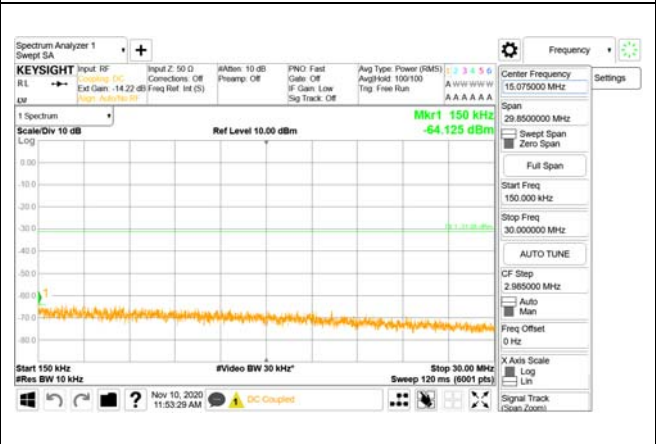 Spectrum Analyzer 1
Swept SA
+
Frequency
KEYSIGHT
Input: RF
Input Z: 50 Ω
#Atten: 10 dB
PNO: Fast
Avg Type: Power (RMS)
1 2 3 4 5 6
RL
Coupling: DC
Corrections: Off
Preamp: Off
Gate: Off
Avg|Hold: 100/100
A W W W W W
Ext Gain: -14.22 dB
Freq Ref: Int (S)
IF Gain: Low
Trig: Free Run
Align: Auto/No RF
Sig Track: Off
A A A A A A
Center Frequency
15.075000 MHz
Settings
1 Spectrum
Mkr1 150 kHz
Scale/Div 10 dB
Ref Level 10.00 dBm
-64.125 dBm
Log
0.00
-10.0
-20.0
-30.0
-40.0
-50.0
-60.0
-70.0
-80.0
1
Start 150 kHz
#Video BW 30 kHz*
Stop 30.00 MHz
#Res BW 10 kHz
Sweep 120 ms (6001 pts)
Span
29.8500000 MHz
Swept Span
Zero Span
Full Span
Start Freq
150.000 kHz
Stop Freq
30.000000 MHz
AUTO TUNE
CF Step
2.985000 MHz
Auto
Man
Freq Offset
0 Hz
X Axis Scale
Log
Lin
Signal Track
(Span Zoom)
?
Nov 10, 2020
11:53:29 AM
1
DC Coupled